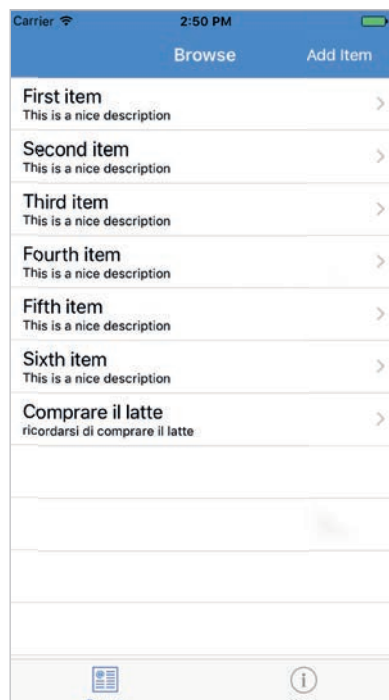 Carrier 2:50 PM
Browse Add Item
First item
This is a nice description
Second item
This is a nice description
Third item
This is a nice description
Fourth item
This is a nice description
Fifth item
This is a nice description
Sixth item
This is a nice description
Comprare il latte
ricordarsi di comprare il latte